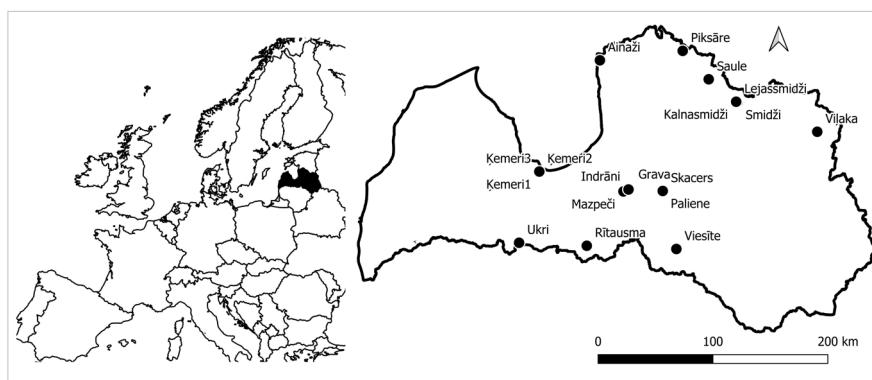 Ainaži
Piksāre
Saule
Lejassmidži
Kalnasmidži
Smidži
Viļaka
Ķemeri3
Ķemeri2
Ķemeri1
Indrāni
Grava
Skacers
Mazpeči
Paliene
Ukri
Rītausma
Viesīte
0 100 200 km